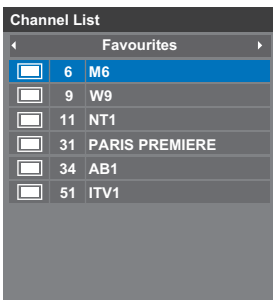 Channel List
Favourites
6 M6
9 W9
11 NT1
31 PARIS PREMIERE
34 AB1
51 ITV1